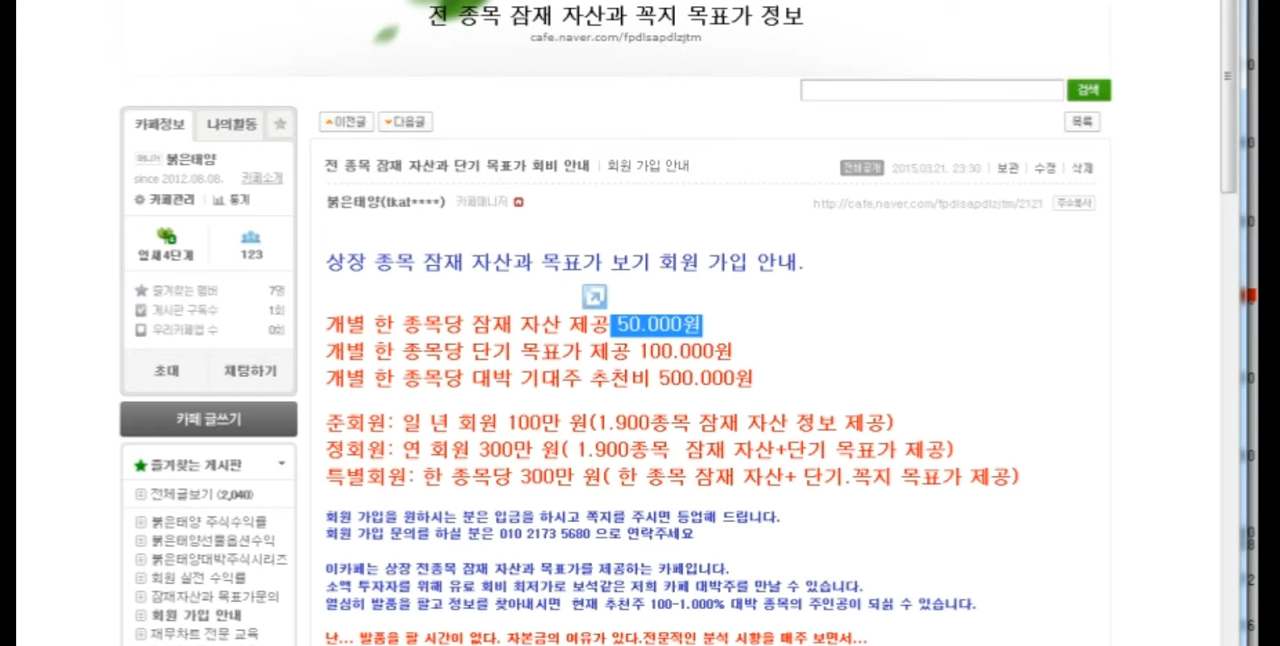 전 종목 잠재 자산과 꼭지 목표가 정보
cafe.naver.com/fpdlsapdlzjtm
검색
카페정보 나의활동
이전글 다음글
목록
매니저 붉은태양
since 2012.08.08. 카페소개
카페관리 통계
전 종목 잠재 자산과 단기 목표가 회비 안내 | 회원 가입 안내
전체공개 2015.03.21. 23:30 | 보관 | 수정 | 삭제
붉은태양(tkat****) 카페매니저
http://cafe.naver.com/fpdlsapdlzjtm/2121 주소복사
잎새4단계 123
즐겨찾는 멤버 7명
게시판 구독수 1회
우리카페앱 수 0회
초대 채팅하기
카페 글쓰기
즐겨찾는 게시판
전체글보기 (2,040)
붉은태양 주식수익률
붉은태양선물옵션수익
붉은태양대박주식시리즈
회원 실전 수익률
잠재자산과 목표가문의
회원 가입 안내
재무차트 전문 교육
상장 종목 잠재 자산과 목표가 보기 회원 가입 안내.
개별 한 종목당 잠재 자산 제공 50.000원
개별 한 종목당 단기 목표가 제공 100.000원
개별 한 종목당 대박 기대주 추천비 500.000원
준회원: 일 년 회원 100만 원(1.900종목 잠재 자산 정보 제공)
정회원: 연 회원 300만 원( 1.900종목 잠재 자산+단기 목표가 제공)
특별회원: 한 종목당 300만 원( 한 종목 잠재 자산+ 단기.꼭지 목표가 제공)
회원 가입을 원하시는 분은 입금을 하시고 쪽지를 주시면 등업해 드립니다.
회원 가입 문의를 하실 분은 010 2173 5680 으로 연락주세요
이카페는 상장 전종목 잠재 자산과 목표가를 제공하는 카페입니다.
소액 투자자를 위해 유료 회비 최저가로 보석같은 저희 카페 대박주를 만날 수 있습니다.
열심히 발품을 팔고 정보를 찾아내시면 현재 추천주 100-1.000% 대박 종목의 주인공이 되실 수 있습니다.
난... 발품을 팔 시간이 없다. 자본금의 여유가 있다.전문적인 분석 시황을 매주 보면서...